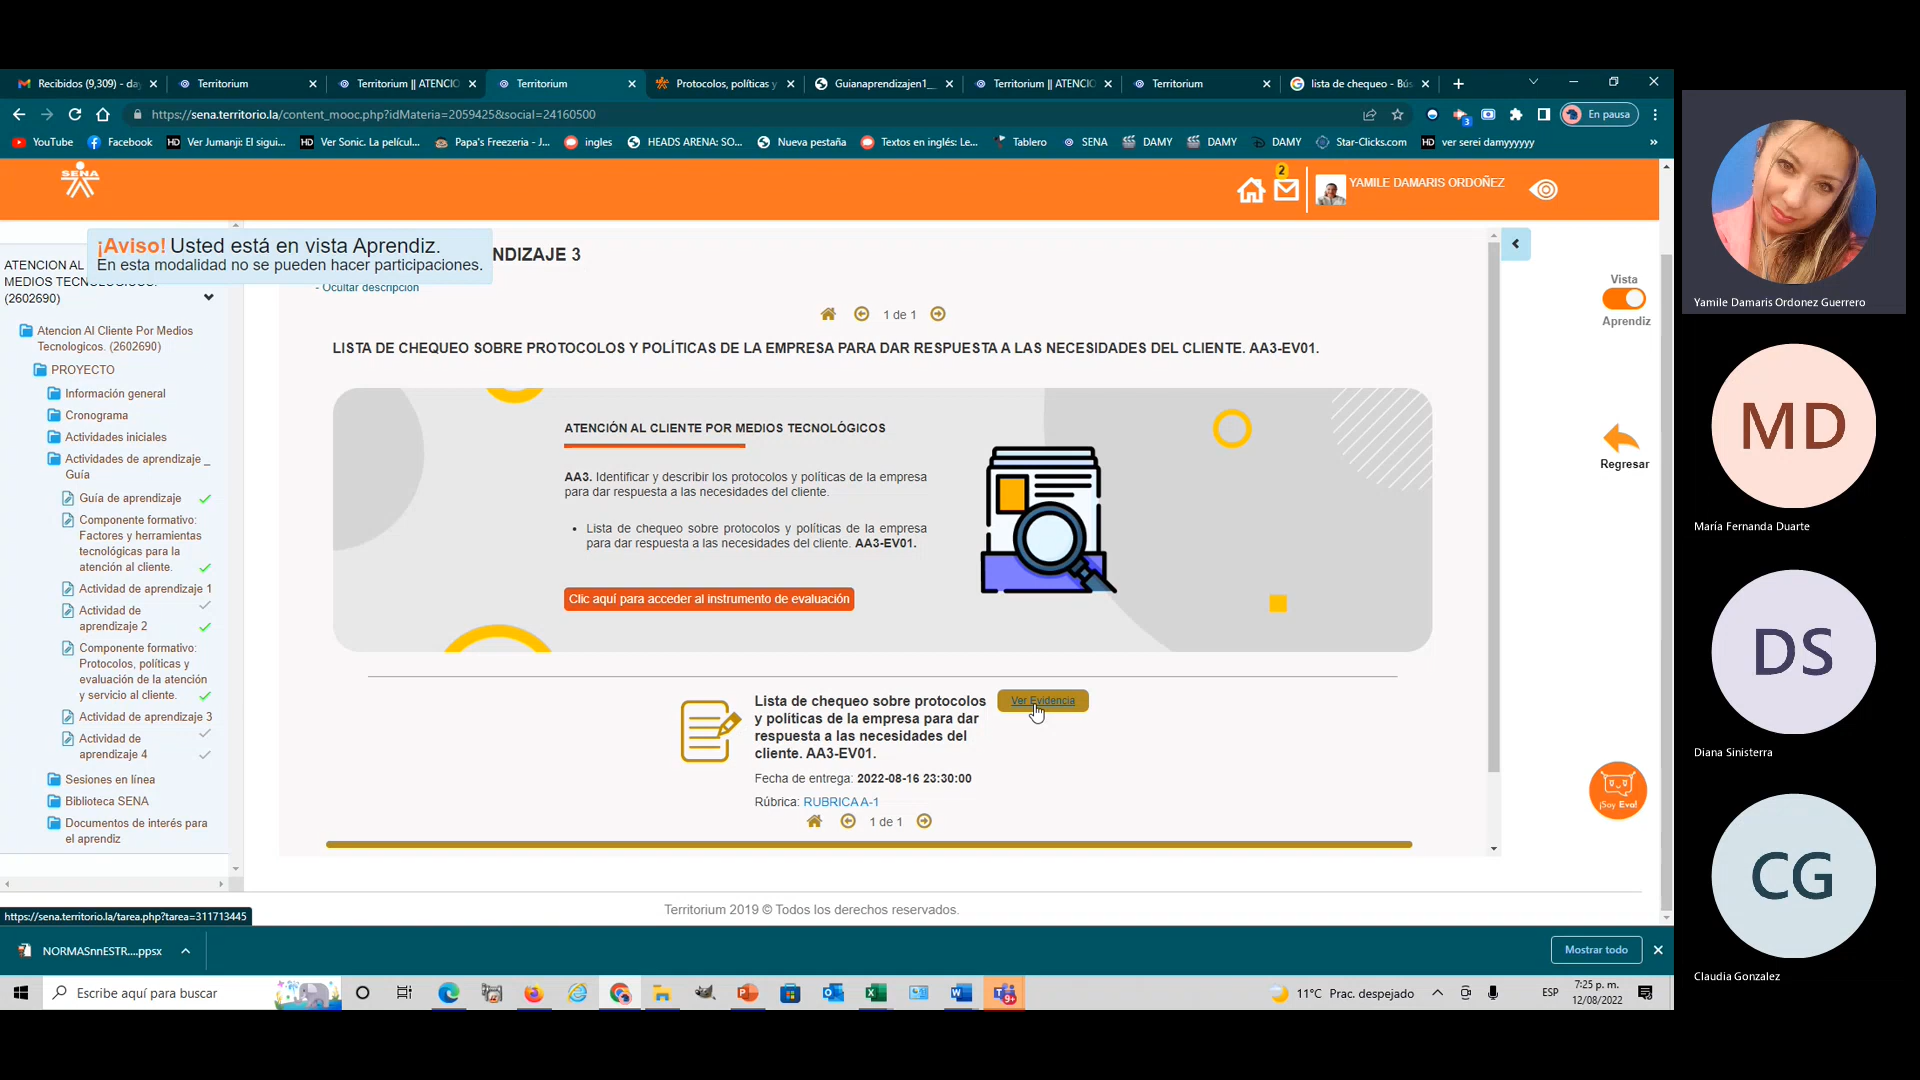 Recibidos (9,309) - da
Territorium
Territorium || ATENCIO
Territorium
Protocolos, políticas y
Guianaprendizajen1_
Territorium || ATENCIO
Territorium
lista de chequeo - Bús
https://sena.territorio.la/content_mooc.php?idMateria=2059425&social=24160500
3
En pausa
YouTube
Facebook
HD Ver Jumanji: El sigui...
HD Ver Sonic. La películ...
Papa's Freezeria - J...
ingles
HEADS ARENA: SO...
Nueva pestaña
Textos en inglés: Le...
Tablero
SENA
DAMY
DAMY
DAMY
Star-Clicks.com
HD ver serei damyyyyyy
»
SENA
2
YAMILE DAMARIS ORDOÑEZ
¡Aviso! Usted está en vista Aprendiz.
En esta modalidad no se pueden hacer participaciones.
ATENCION AL
MEDIOS TECNOLOGICOS.
(2602690)
Atencion Al Cliente Por Medios
Tecnologicos. (2602690)
PROYECTO
Información general
Cronograma
Actividades iniciales
Actividades de aprendizaje _
Guía
Guía de aprendizaje
Componente formativo:
Factores y herramientas
tecnológicas para la
atención al cliente.
Actividad de aprendizaje 1
Actividad de
aprendizaje 2
Componente formativo:
Protocolos, políticas y
evaluación de la atención
y servicio al cliente.
Actividad de aprendizaje 3
Actividad de
aprendizaje 4
Sesiones en línea
Biblioteca SENA
Documentos de interés para
el aprendiz
NDIZAJE 3
- Ocultar descripción
1 de 1
LISTA DE CHEQUEO SOBRE PROTOCOLOS Y POLÍTICAS DE LA EMPRESA PARA DAR RESPUESTA A LAS NECESIDADES DEL CLIENTE. AA3-EV01.
ATENCIÓN AL CLIENTE POR MEDIOS TECNOLÓGICOS
AA3. Identificar y describir los protocolos y políticas de la empresa
para dar respuesta a las necesidades del cliente.
• Lista de chequeo sobre protocolos y políticas de la empresa
para dar respuesta a las necesidades del cliente. AA3-EV01.
Clic aquí para acceder al instrumento de evaluación
Lista de chequeo sobre protocolos
y politicas de la empresa para dar
respuesta a las necesidades del
cliente. AA3-EV01.
Ver Evidencia
Fecha de entrega: 2022-08-16 23:30:00
Rúbrica: RUBRICA A-1
1 de 1
Vista
Aprendiz
Regresar
¡Soy Eva!
Territorium 2019 © Todos los derechos reservados.
https://sena.territorio.la/tarea.php?tarea=311713445
NORMASnnESTR....ppsx
Mostrar todo
Escribe aquí para buscar
9+
11°C Prac. despejado
ESP
7:25 p. m.
12/08/2022
Yamile Damaris Ordonez Guerrero
MD
María Fernanda Duarte
DS
Diana Sinisterra
CG
Claudia Gonzalez